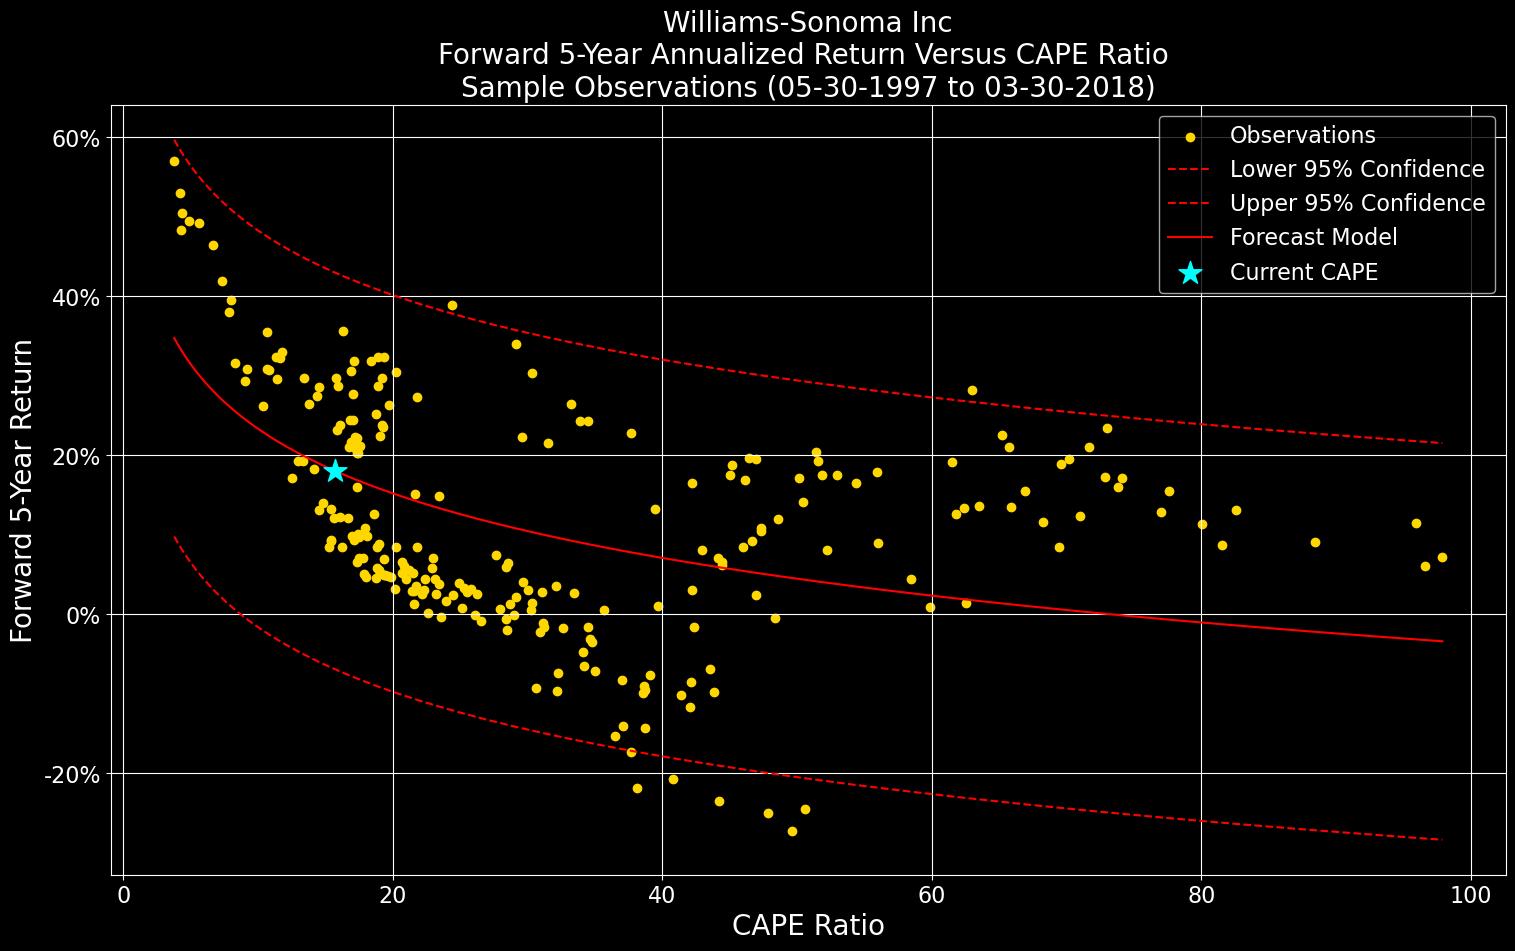 Williams-Sonoma Inc
Forward 5-Year Annualized Return Versus CAPE Ratio
Sample Observations (05-30-1997 to 03-30-2018)
Observations
Lower 95% Confidence
Upper 95% Confidence
Forecast Model
Current CAPE
Forward 5-Year Return
60%
40%
20%
0%
-20%
0 20 40 60 80 100
CAPE Ratio